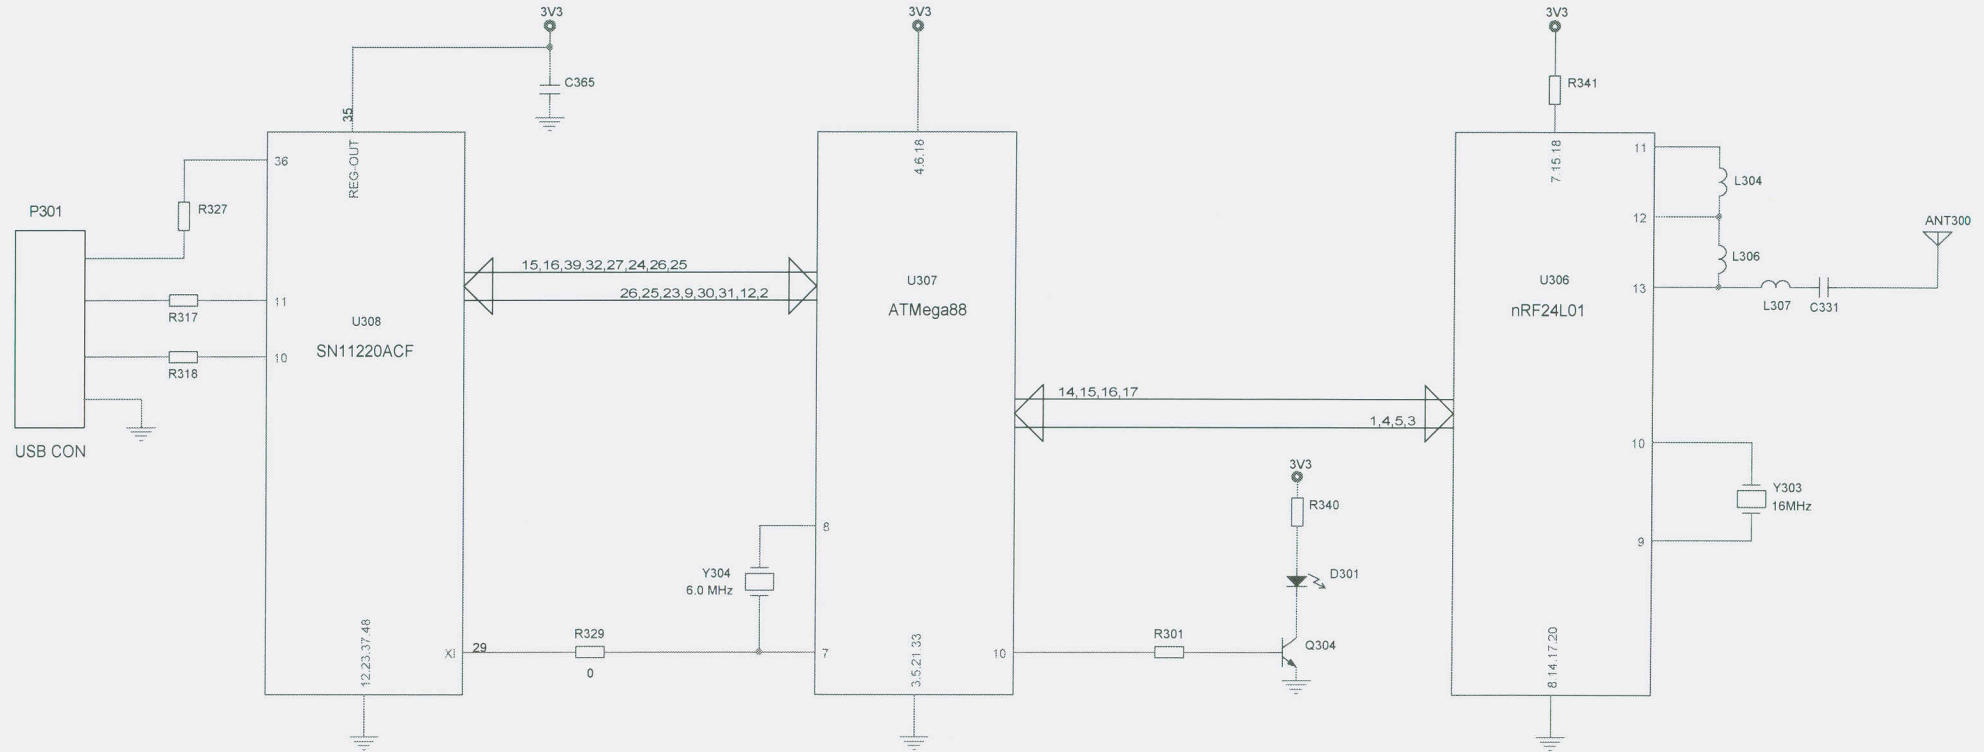 3V3
3V3
3V3
C365
R341
35
REG-OUT
4.6.18
7.15.18
36
11
L304
P301
R327
12
ANT300
L306
15,16,39,32,27,24,26,25
26,25,23,9,30,31,12,2
U307
ATMega88
U306
nRF24L01
13
L307
C331
11
R317
U308
SN11220ACF
10
R318
14,15,16,17
1,4,5,3
USB CON
10
3V3
R340
Y303
16MHz
9
8
Y304
6.0 MHz
D301
R329
0
XI
29
7
12.23.37.48
3.5.21 33
10
R301
Q304
8.14.17.20